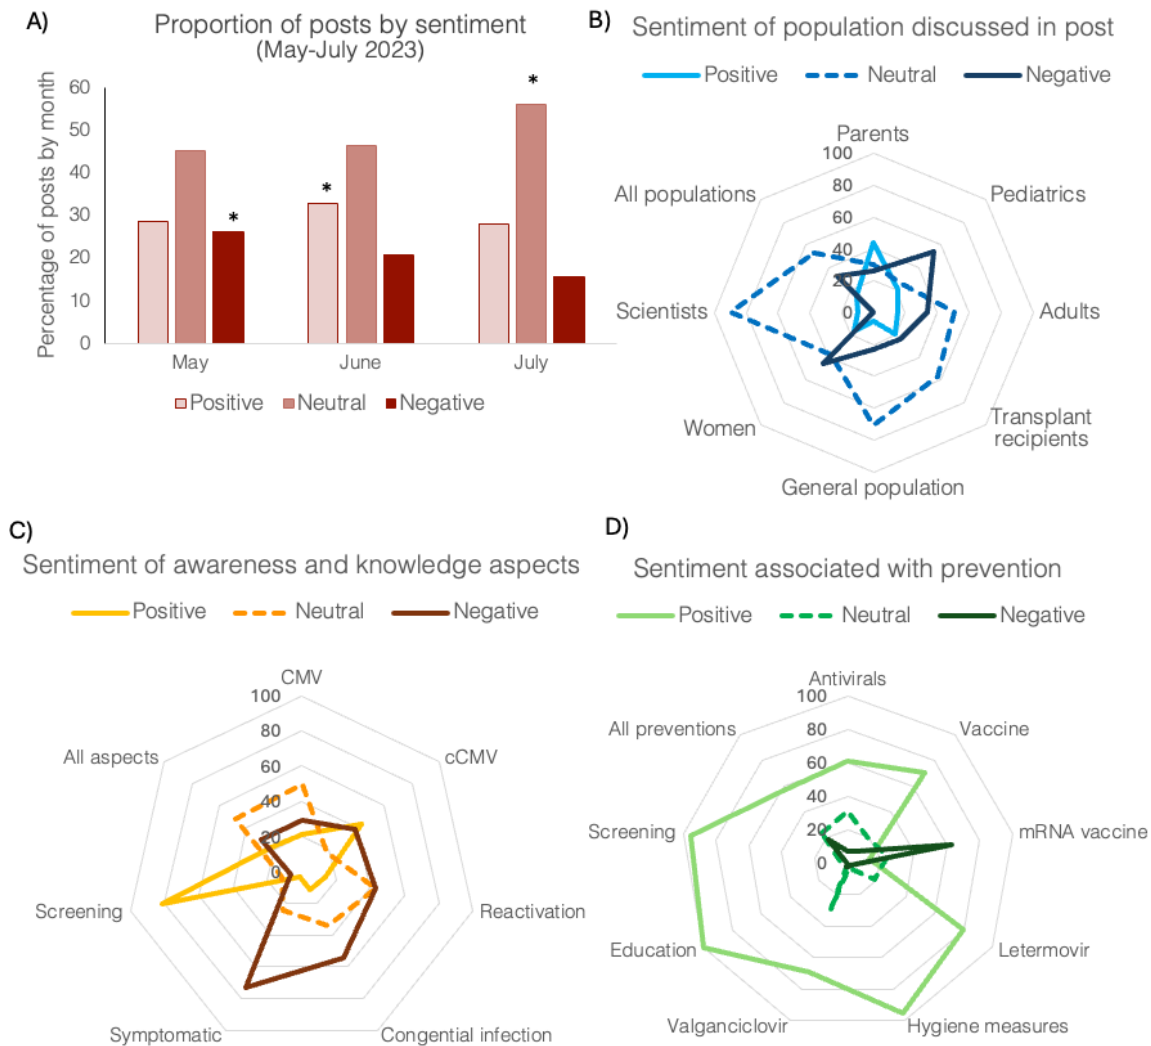 A)
Proportion of posts by sentiment
(May-July 2023)
Percentage of posts by month
60
50
40
30
20
10
0
*
*
*
May June July
Positive Neutral Negative
B)
Sentiment of population discussed in post
Positive Neutral Negative
Parents
Pediatrics
Adults
Transplant
recipients
General population
Women
Scientists
All populations
100
80
60
40
20
0
C)
Sentiment of awareness and knowledge aspects
Positive Neutral Negative
CMV
cCMV
Reactivation
Congential infection
Symptomatic
Screening
All aspects
100
80
60
40
20
0
D)
Sentiment associated with prevention
Positive Neutral Negative
Antivirals
Vaccine
mRNA vaccine
Letermovir
Hygiene measures
Valganciclovir
Education
Screening
All preventions
100
80
60
40
20
0